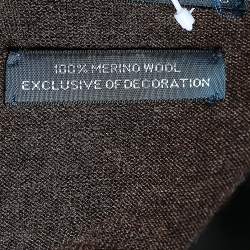 100% MERINO WOOL
EXCLUSIVE OF DECORATION